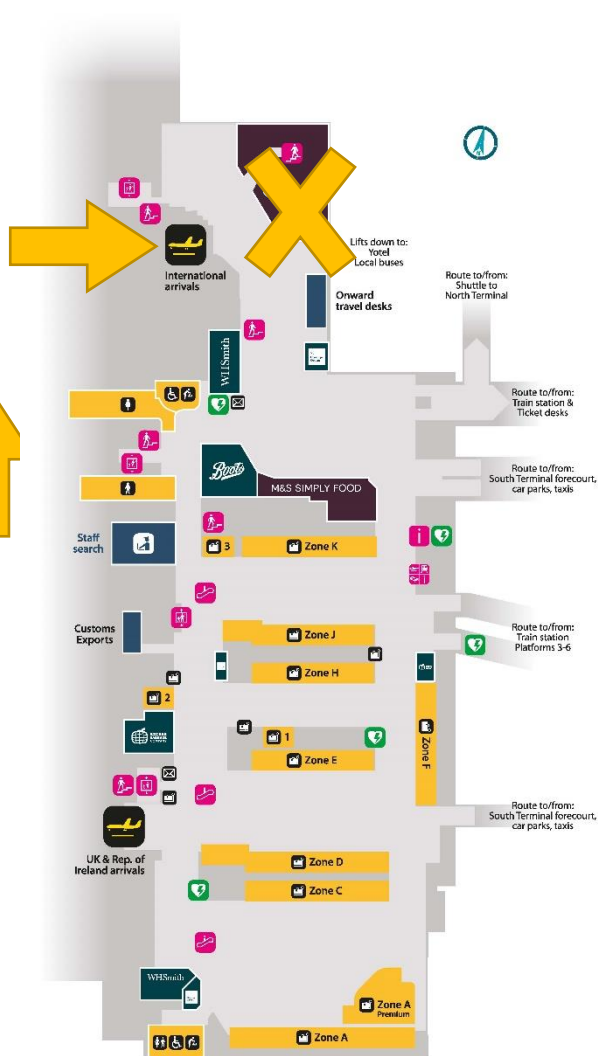 Lifts down to:
Yotel
Local buses
International
arrivals
Onward
travel desks
Route to/from:
Shuttle to
North Terminal
WHSmith
Route to/from:
Train station &
Ticket desks
Boots
M&S SIMPLY FOOD
Route to/from:
South Terminal forecourt,
car parks, taxis
Staff
search
3
Zone K
i
Customs
Exports
Zone J
Route to/from:
Train station
Platforms 3-6
Zone H
2
1
Zone E
Zone F
Route to/from:
South Terminal forecourt,
car parks, taxis
UK & Rep. of
Ireland arrivals
Zone D
Zone C
WHSmith
Zone A
Premium
Zone A